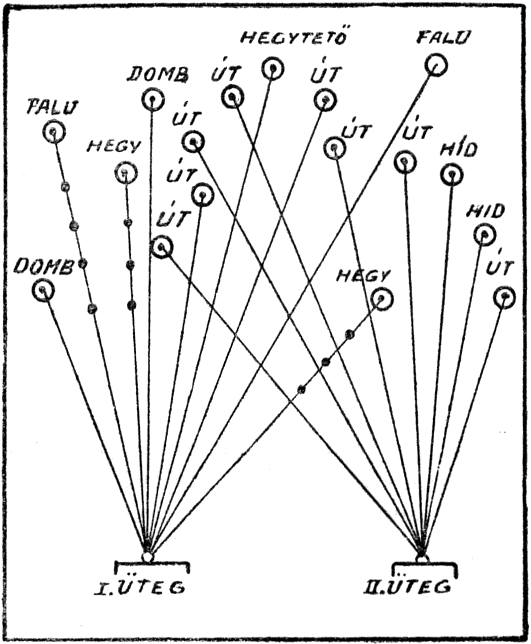 HEGYTETŐ
FALU
DOMB
ÚT
ÚT
FALU
HEGY
ÚT
ÚT
ÚT
HÍD
ÚT
ÚT
HID
DOMB
HEGY
ÚT
I. ÜTEG
II. ÜTEG